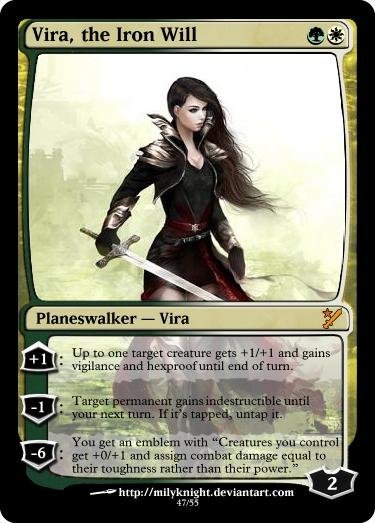 Vira, the Iron Will
Planeswalker — Vira
+1: Up to one target creature gets +1/+1 and gains
vigilance and hexproof until end of turn.
-1: Target permanent gains indestructible until
your next turn. If it's tapped, untap it.
-6: You get an emblem with “Creatures you control
get +0/+1 and assign combat damage equal to
their toughness rather than their power.”
2
http://milyknight.deviantart.com
47/55